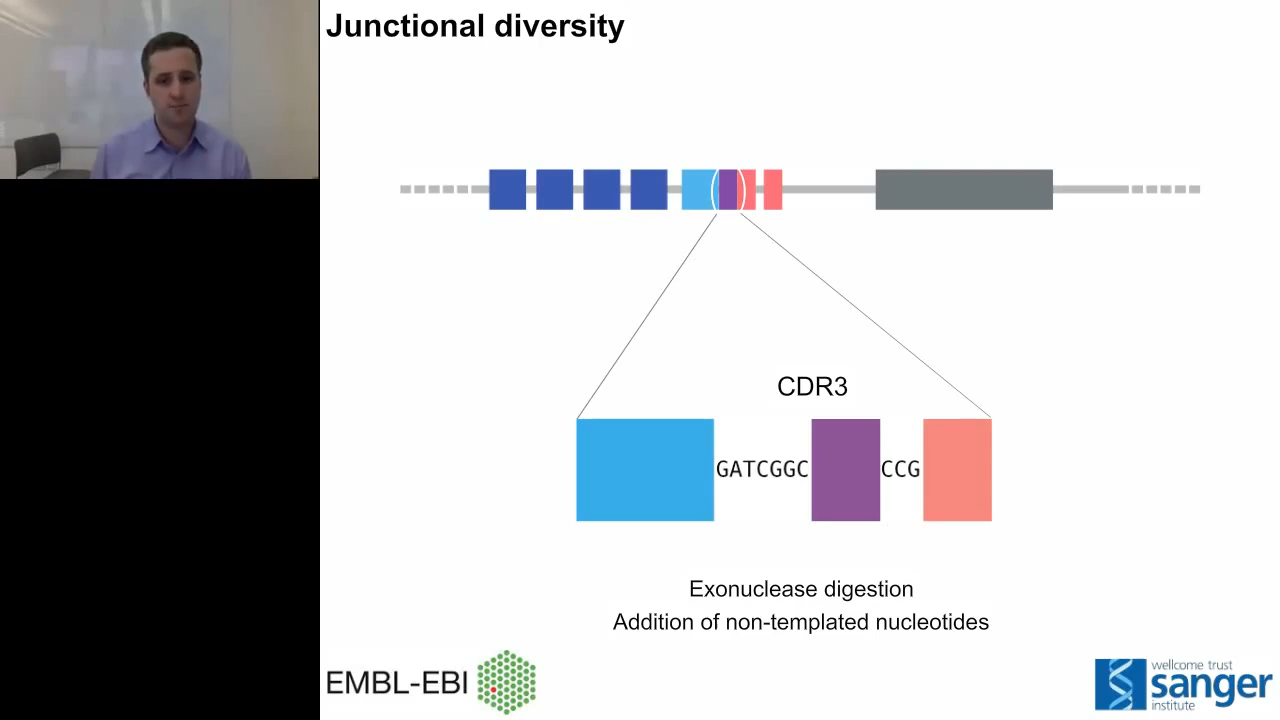 Junctional diversity
CDR3
GATCGGC
CCG
Exonuclease digestion
Addition of non-templated nucleotides
EMBL-EBI
wellcome trust
sanger
institute